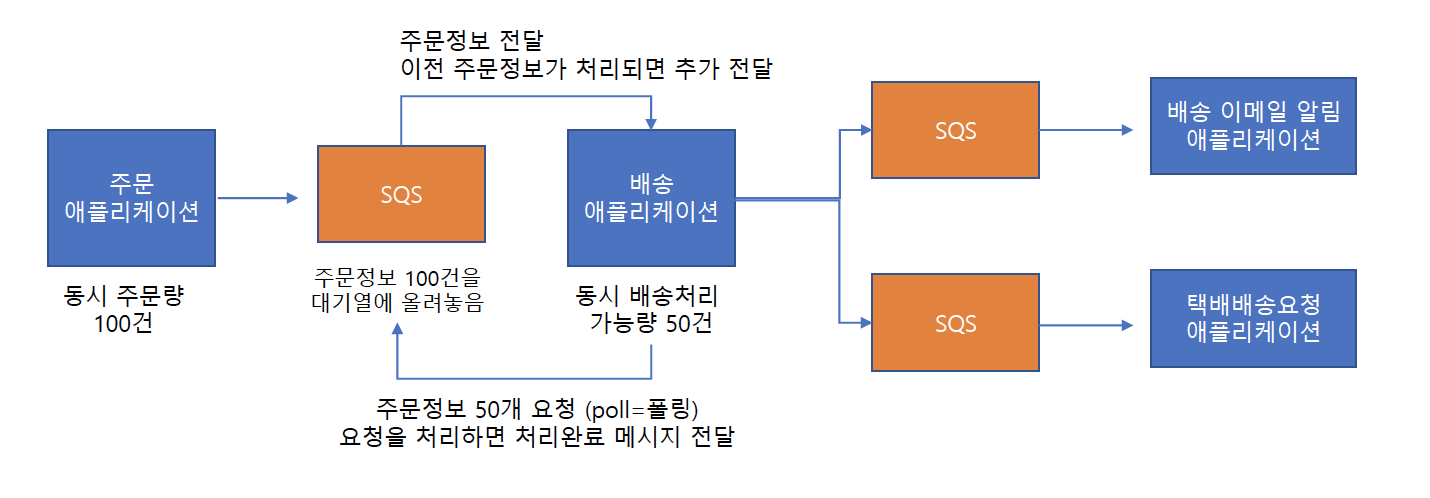 주문정보 전달
이전 주문정보가 처리되면 추가 전달
주문
애플리케이션
동시 주문량
100건
SQS
주문정보 100건을
대기열에 올려놓음
배송
애플리케이션
동시 배송처리
가능량 50건
주문정보 50개 요청 (poll=폴링)
요청을 처리하면 처리완료 메시지 전달
SQS
배송 이메일 알림
애플리케이션
SQS
택배배송요청
애플리케이션